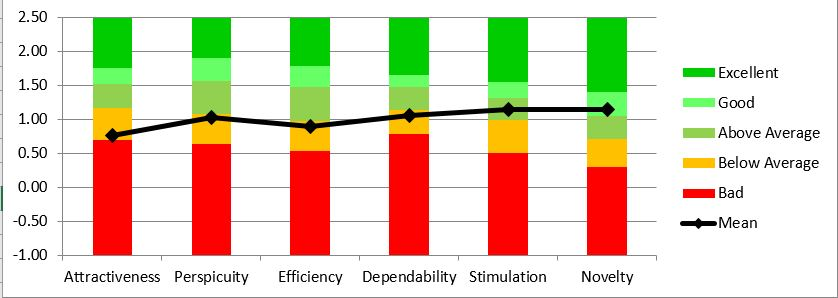 2.50
2.00
1.50
1.00
0.50
0.00
-0.50
-1.00
Attractiveness Perspicuity Efficiency Dependability Stimulation Novelty
Excellent
Good
Above Average
Below Average
Bad
Mean